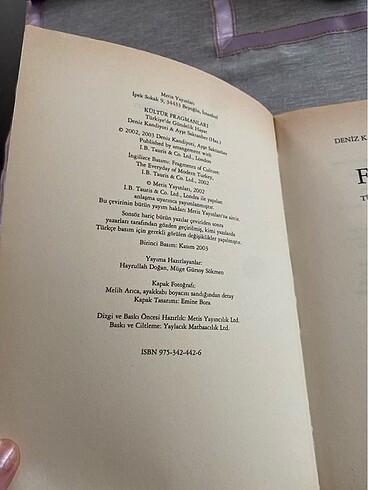 Metis Yayınları
İpek Sokak 9, 34433 Beyoğlu, İstanbul
KÜLTÜR FRAGMANLARI
Türkiye'de Gündelik Hayat
Deniz Kandiyoti & Ayşe Saktanber (Haz.)
© 2002, 2003 Deniz Kandiyoti, Ayşe Saktanber
Published by arrangement with
I.B. Tauris & Co. Ltd., London
İngilizce Basımı: Fragments of Culture:
The Everyday of Modern Turkey,
I.B. Tauris & Co. Ltd., 2002
© Metis Yayınları, 2002
I.B. Tauris & Co. Ltd., Londra ile yapılan
anlaşma uyarınca yayımlanmıştır.
Bu çevirinin bütün yayım hakları Metis Yayınları'na aittir.
Sonsöz hariç bütün yazılar çeviriden sonra
yazarları tarafından gözden geçirilmiş, kimi yazılarda
Türkçe basım için gerekli görülen değişiklikler yapılmıştır.
Birinci Basım: Kasım 2003
Yayıma Hazırlayanlar:
Hayrullah Doğan, Müge Gürsoy Sökmen
Kapak Fotoğrafı:
Melih Arıca, ayakkabı boyacısı sandığından detay
Kapak Tasarımı: Emine Bora
Dizgi ve Baskı Öncesi Hazırlık: Metis Yayıncılık Ltd.
Baskı ve Ciltleme: Yaylacık Matbaacılık Ltd.
ISBN 975-342-442-6
DENİZ K
F